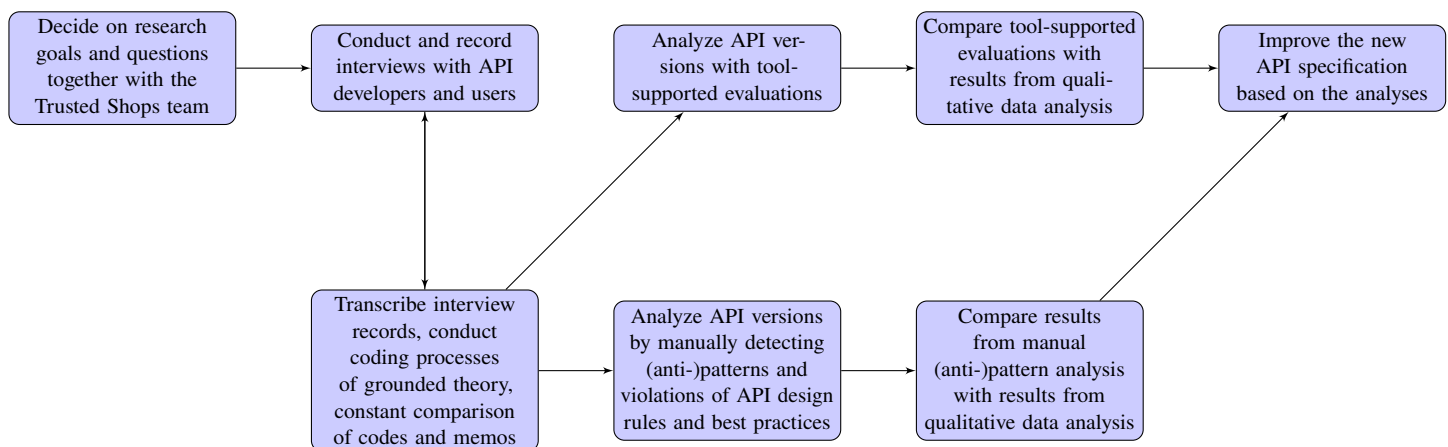 Decide on research
goals and questions
together with the
Trusted Shops team
Conduct and record
interviews with API
developers and users
Analyze API ver-
sions with tool-
supported evaluations
Compare tool-supported
evaluations with
results from quali-
tative data analysis
Improve the new
API specification
based on the analyses
Transcribe interview
records, conduct
coding processes
of grounded theory,
constant comparison
of codes and memos
Analyze API versions
by manually detecting
(anti-)patterns and
violations of API design
rules and best practices
Compare results
from manual
(anti-)pattern analysis
with results from
qualitative data analysis